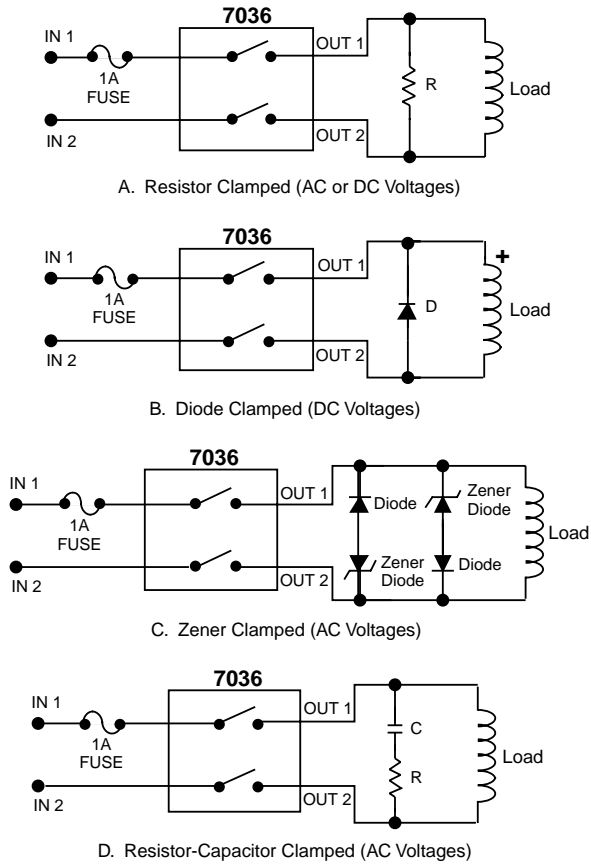 7036
IN 1
OUT 1
1A
FUSE
R
Load
IN 2
OUT 2
A. Resistor Clamped (AC or DC Voltages)
7036
IN 1
OUT 1
+
1A
FUSE
D
Load
IN 2
OUT 2
B. Diode Clamped (DC Voltages)
7036
IN 1
OUT 1
Diode
Zener
Diode
1A
FUSE
Load
Zener
Diode
Diode
IN 2
OUT 2
C. Zener Clamped (AC Voltages)
7036
IN 1
OUT 1
1A
FUSE
C
Load
R
IN 2
OUT 2
D. Resistor-Capacitor Clamped (AC Voltages)